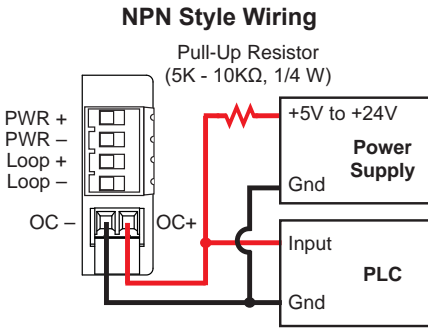 NPN Style Wiring
Pull-Up Resistor
(5K - 10KΩ, 1/4 W)
PWR +
PWR –
Loop +
Loop –
OC –
OC+
+5V to +24V
Power
Supply
Gnd
Input
PLC
Gnd